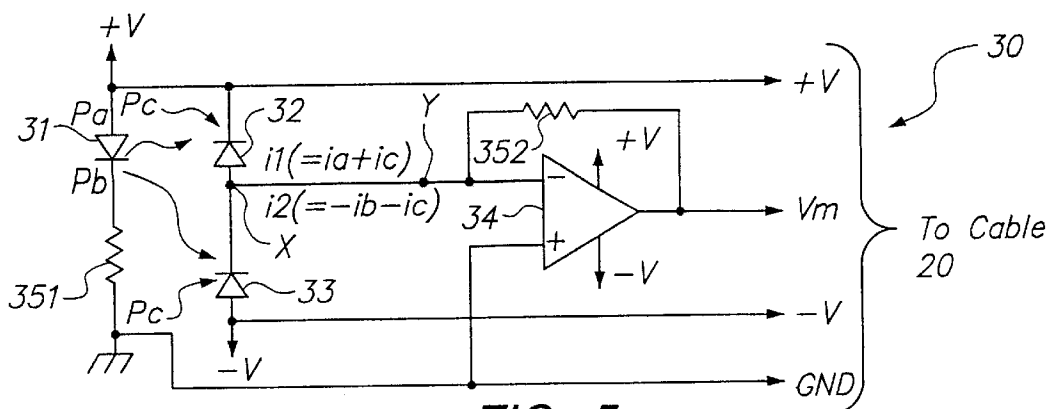 +V
30
+V
Pa
Pc
32
31
Y
352
+V
i1(=ia+ic)
Pb
i2(=-ib-ic)
34
−
+
Vm
To Cable
20
X
351
Pc
33
−V
−V
−V
GND